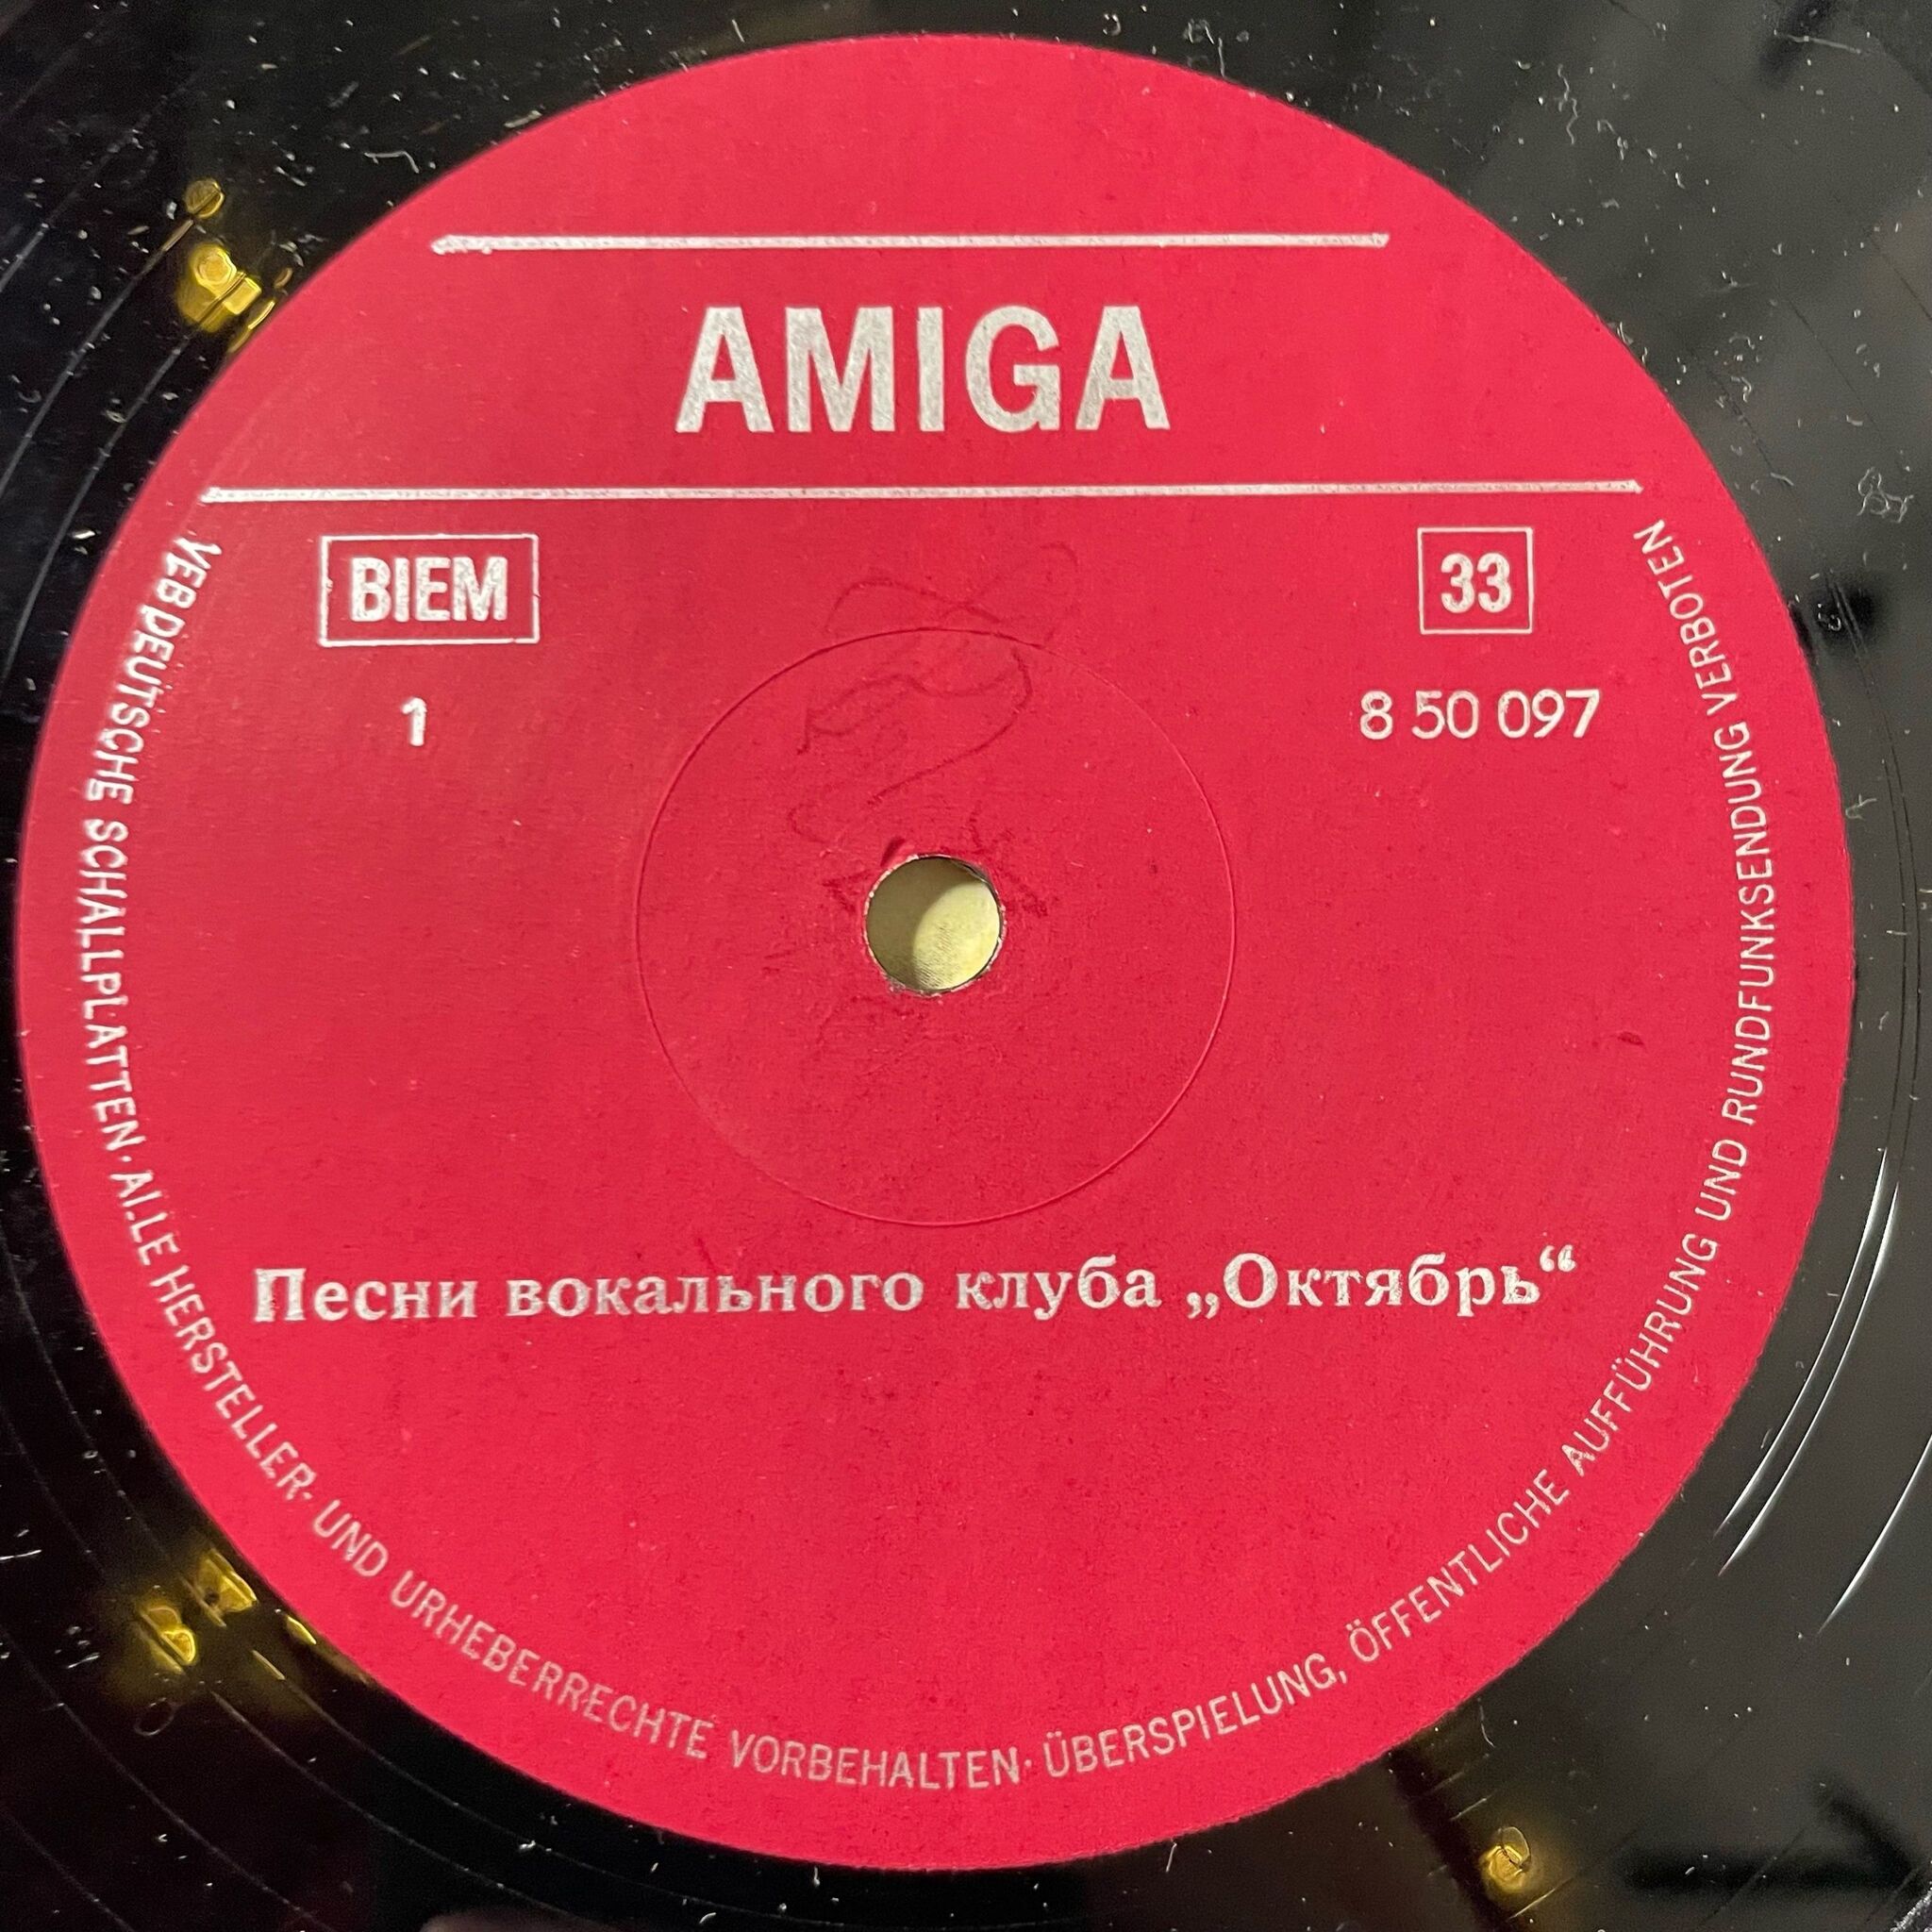 AMIGA
BIEM
33
1
8 50 097
Песни вокального клуба „Октябрь“
VEB DEUTSCHE SCHALLPLATTEN · ALLE HERSTELLER- UND URHEBERRECHTE VORBEHALTEN · ÜBERSPIELUNG, ÖFFENTLICHE AUFFÜHRUNG UND RUNDFUNKSENDUNG VERBOTEN